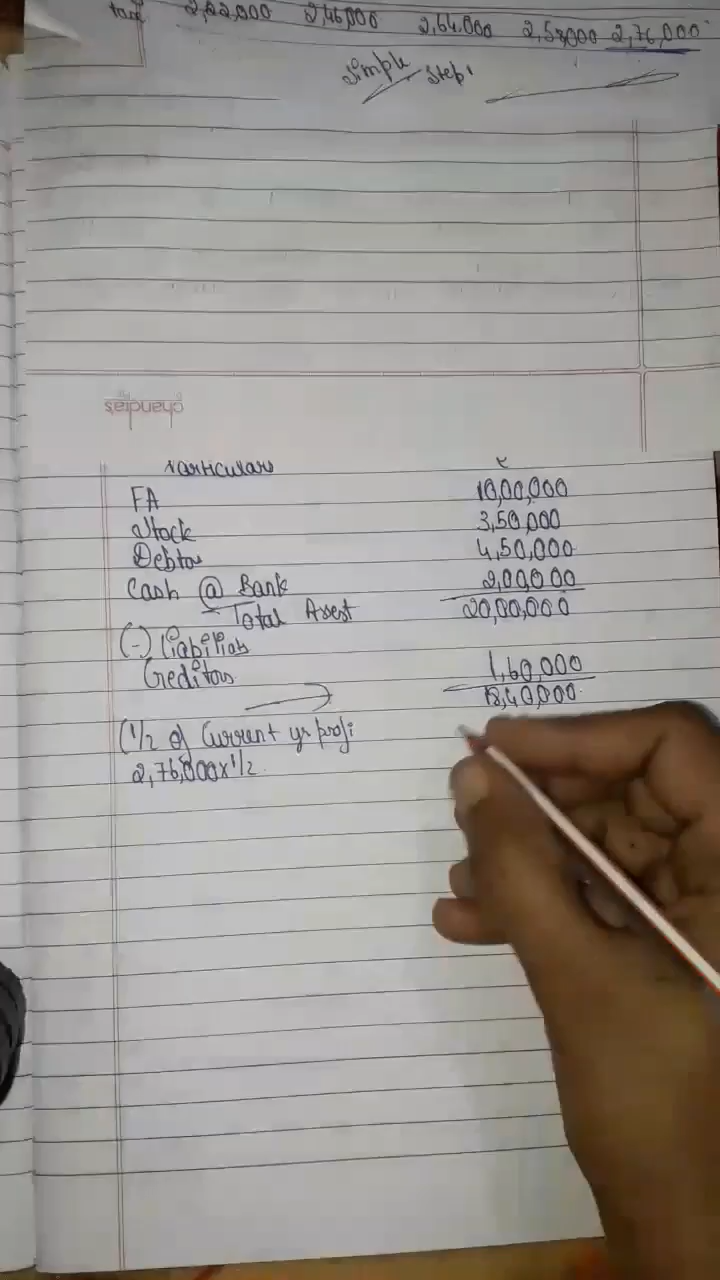 tax 2,22,000 2,46,000 2,64,000 2,58,000 2,76,000
Simple step!
chandias
Particulars ₹
FA 10,00,000
Stock 3,50,000
Debtos 4,50,000
Cash @ Bank 2,00,000
Total Asset 20,00,000
(-) Liabilities
Creditors 1,60,000
18,40,000
(1/2 of Current yr profi
2,76,000x1/2